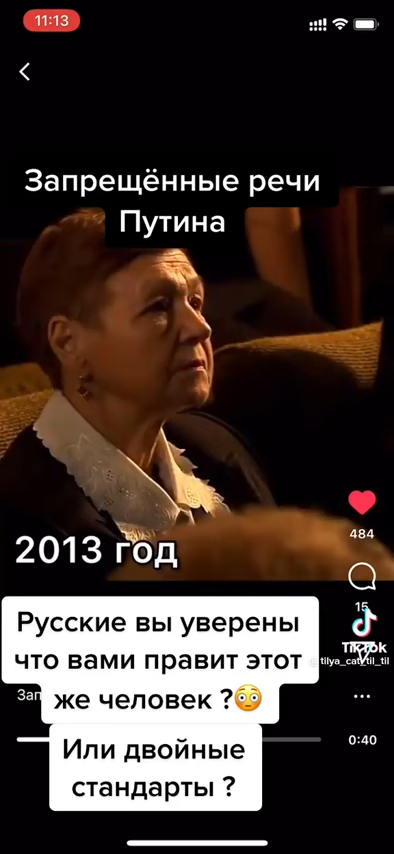 11:13
Запрещённые речи
Путина
2013 год
484
15
Русские вы уверены
что вами правит этот
же человек ?😳
Или двойные
стандарты ?
TikTok
Зап
0:40